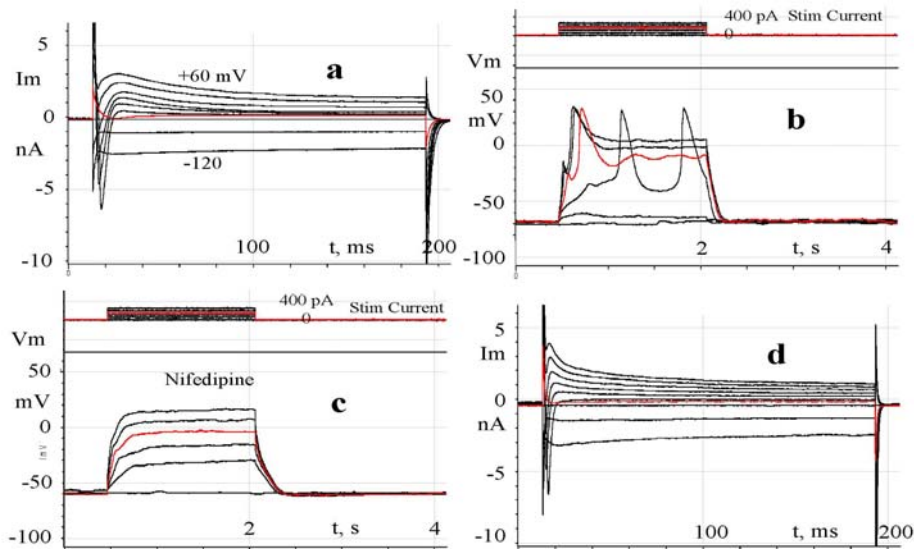 5
Im
+60 mV
a
0
nA
-120
-5
-10
0
100
t, ms
200
400 pA Stim Current
0
Vm
50
mV
b
0
-50
-100
2
t, s
4
400 pA
Stim Current
0
Vm
50
Nifedipine
mV
c
0
-50
-100
2
t, s
4
5
Im
d
0
nA
-5
-10
100
t, ms
200